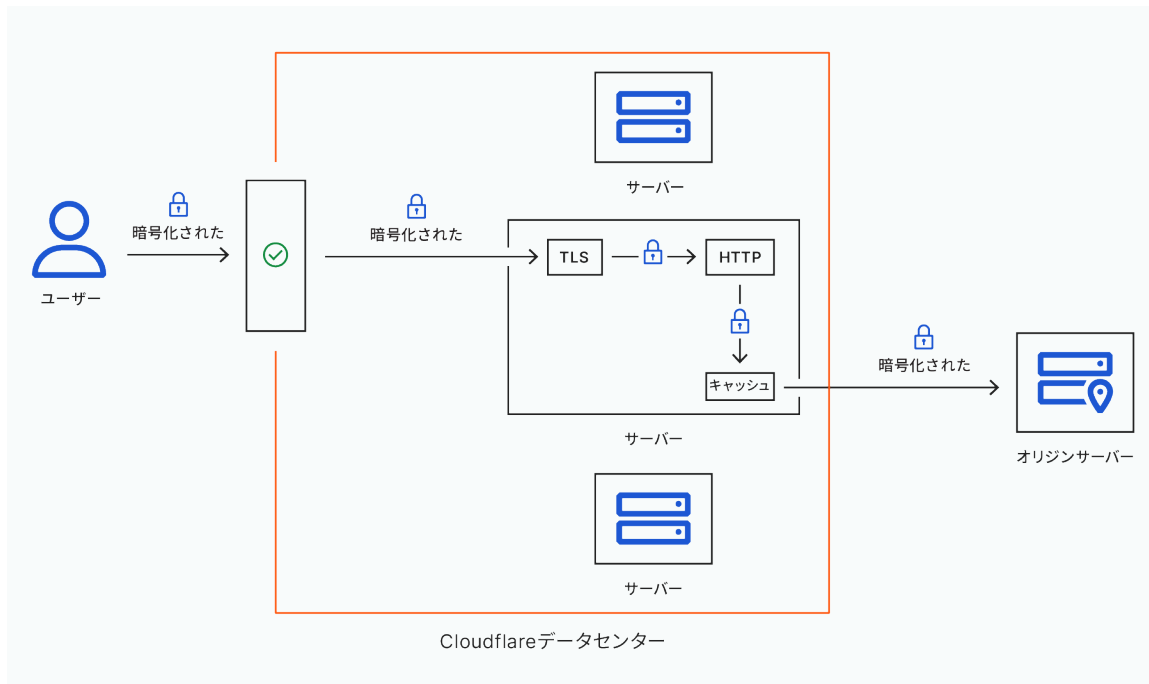 サーバー
暗号化された
暗号化された
ユーザー
TLS
HTTP
キャッシュ
暗号化された
サーバー
オリジンサーバー
サーバー
Cloudflareデータセンター